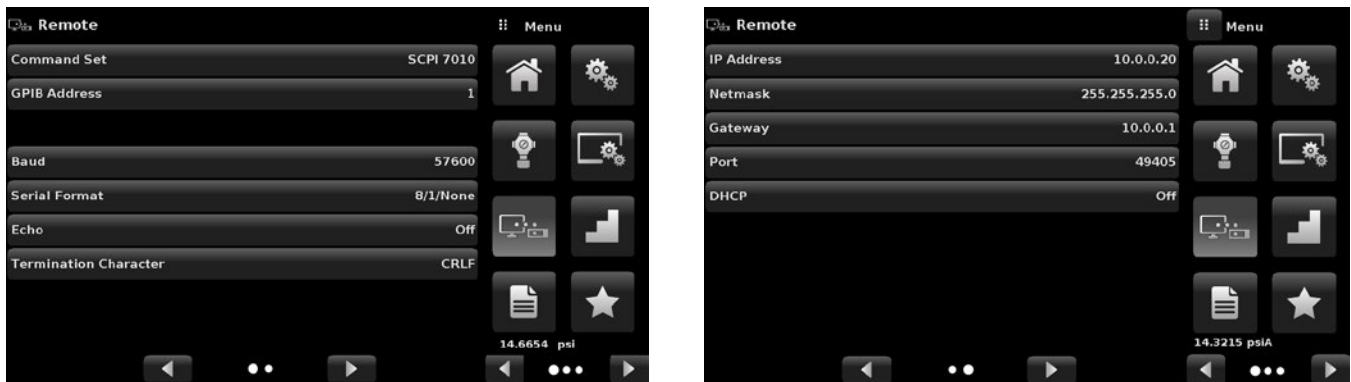 Remote
Menu
Command Set SCPI 7010
GPIB Address 1
Baud 57600
Serial Format 8/1/None
Echo Off
Termination Character CRLF
14.6654 psi
Remote
Menu
IP Address 10.0.0.20
Netmask 255.255.255.0
Gateway 10.0.0.1
Port 49405
DHCP Off
14.3215 psiA